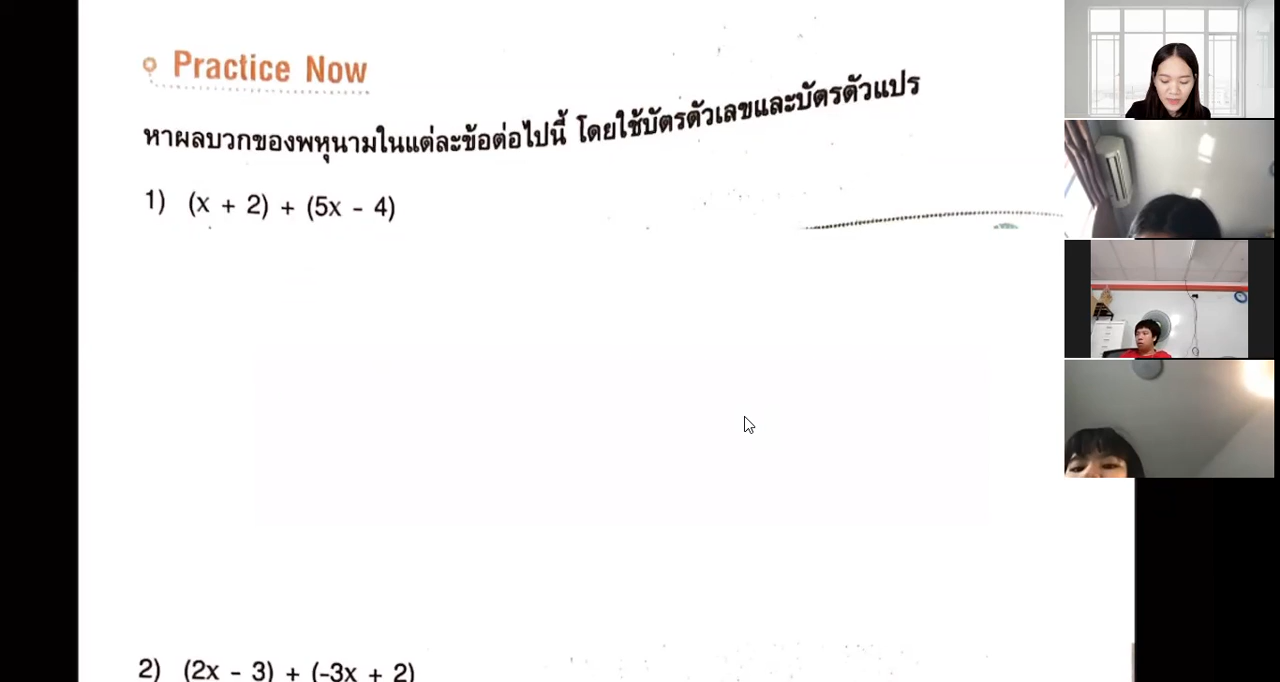 Practice Now
หาผลบวกของพหุนามในแต่ละข้อต่อไปนี้ โดยใช้บัตรตัวเลขและบัตรตัวแปร
1) (x + 2) + (5x - 4)
2) (2x - 3) + (-3x + 2)